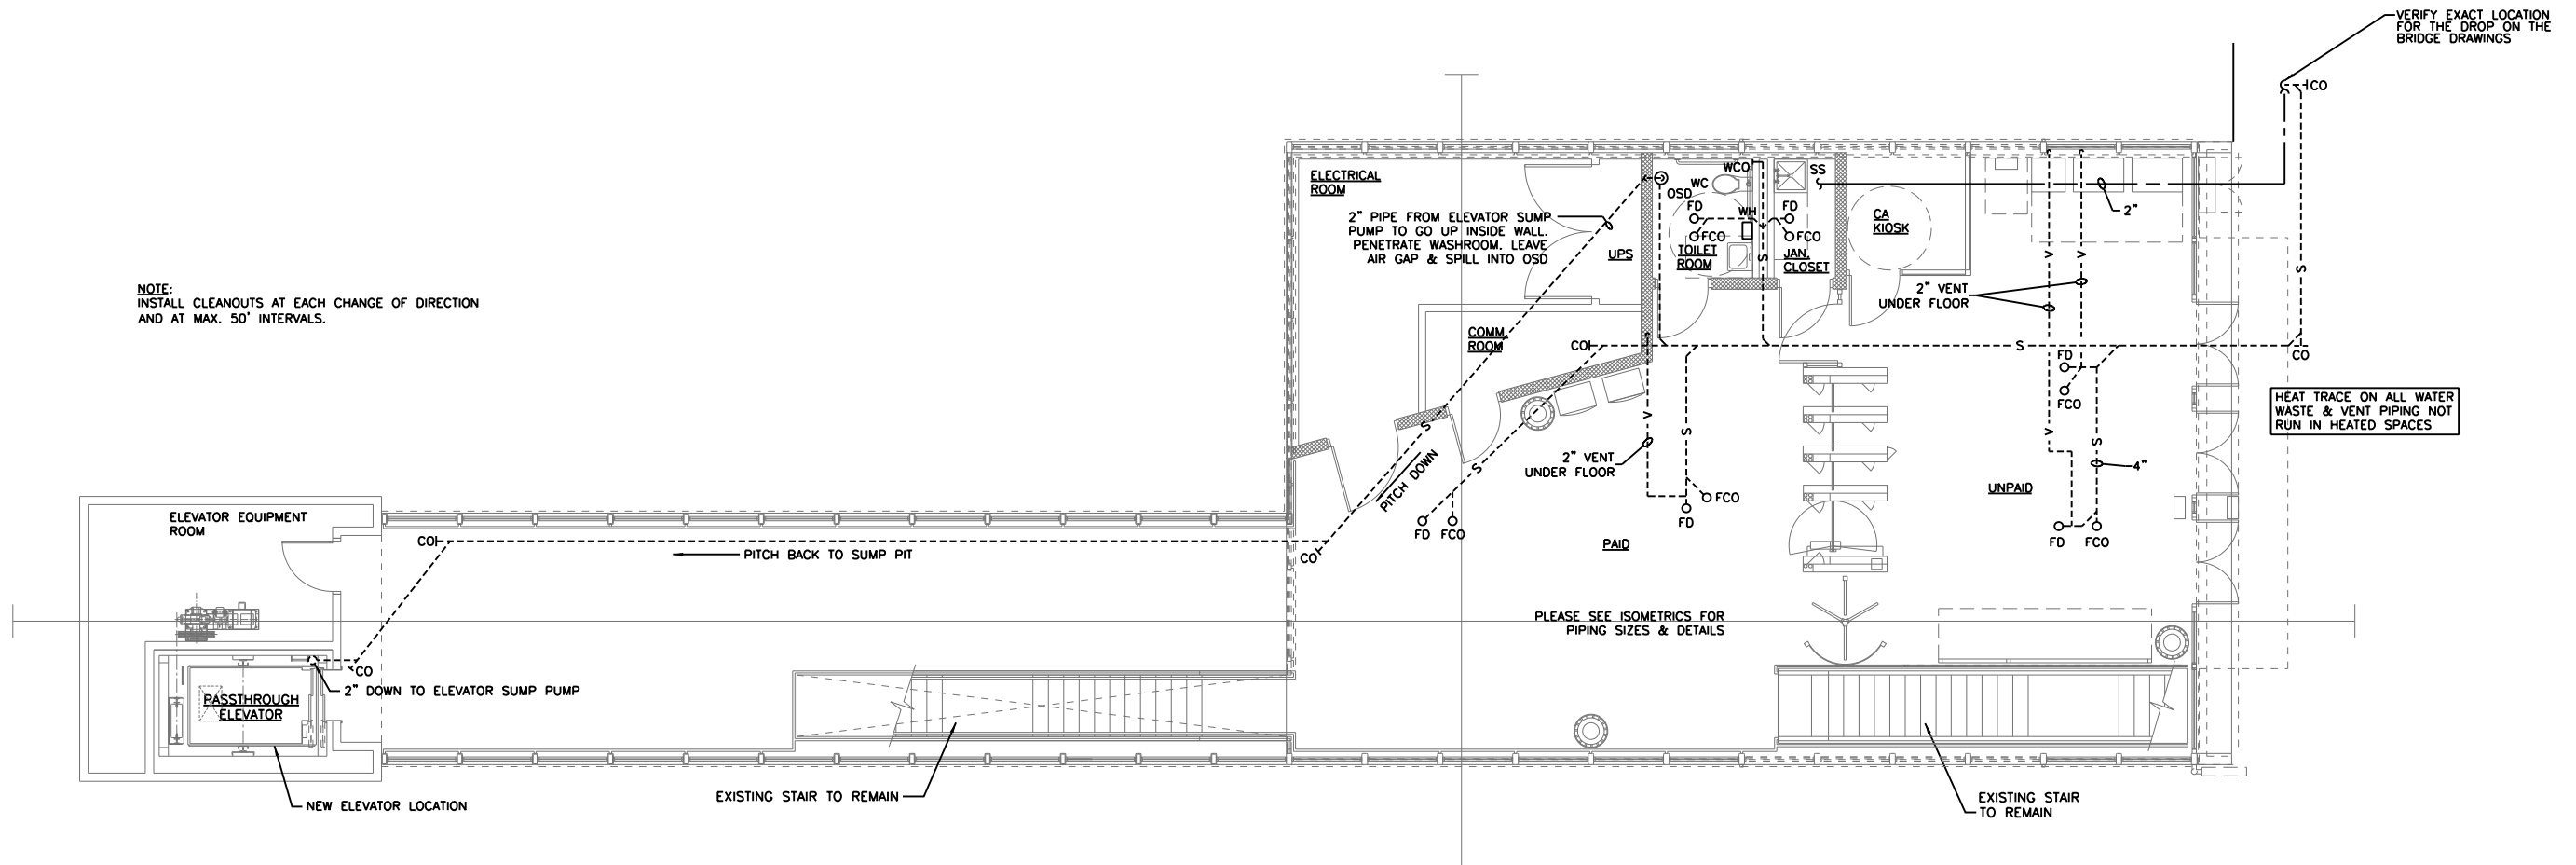 VERIFY EXACT LOCATION
FOR THE DROP ON THE
BRIDGE DRAWINGS
CO
ELECTRICAL
ROOM
WCO
WC
OSD
SS
FD
WH
FD
FCO
FCO
TOILET
ROOM
JAN.
CLOSET
CA
KIOSK
2"
2" PIPE FROM ELEVATOR SUMP
PUMP TO GO UP INSIDE WALL.
PENETRATE WASHROOM. LEAVE
AIR GAP & SPILL INTO OSD
UPS
S
V
V
S
2" VENT
UNDER FLOOR
NOTE:
INSTALL CLEANOUTS AT EACH CHANGE OF DIRECTION
AND AT MAX. 50' INTERVALS.
COMM.
ROOM
CO
S
CO
FD
FCO
HEAT TRACE ON ALL WATER
WASTE & VENT PIPING NOT
RUN IN HEATED SPACES
V
S
S
V
S
S
PITCH DOWN
2" VENT
UNDER FLOOR
4"
UNPAID
FCO
FD
FD
FCO
FD
FCO
PAID
ELEVATOR EQUIPMENT
ROOM
CO
PITCH BACK TO SUMP PIT
CO
PLEASE SEE ISOMETRICS FOR
PIPING SIZES & DETAILS
CO
2" DOWN TO ELEVATOR SUMP PUMP
PASSTHROUGH
ELEVATOR
NEW ELEVATOR LOCATION
EXISTING STAIR TO REMAIN
EXISTING STAIR
TO REMAIN